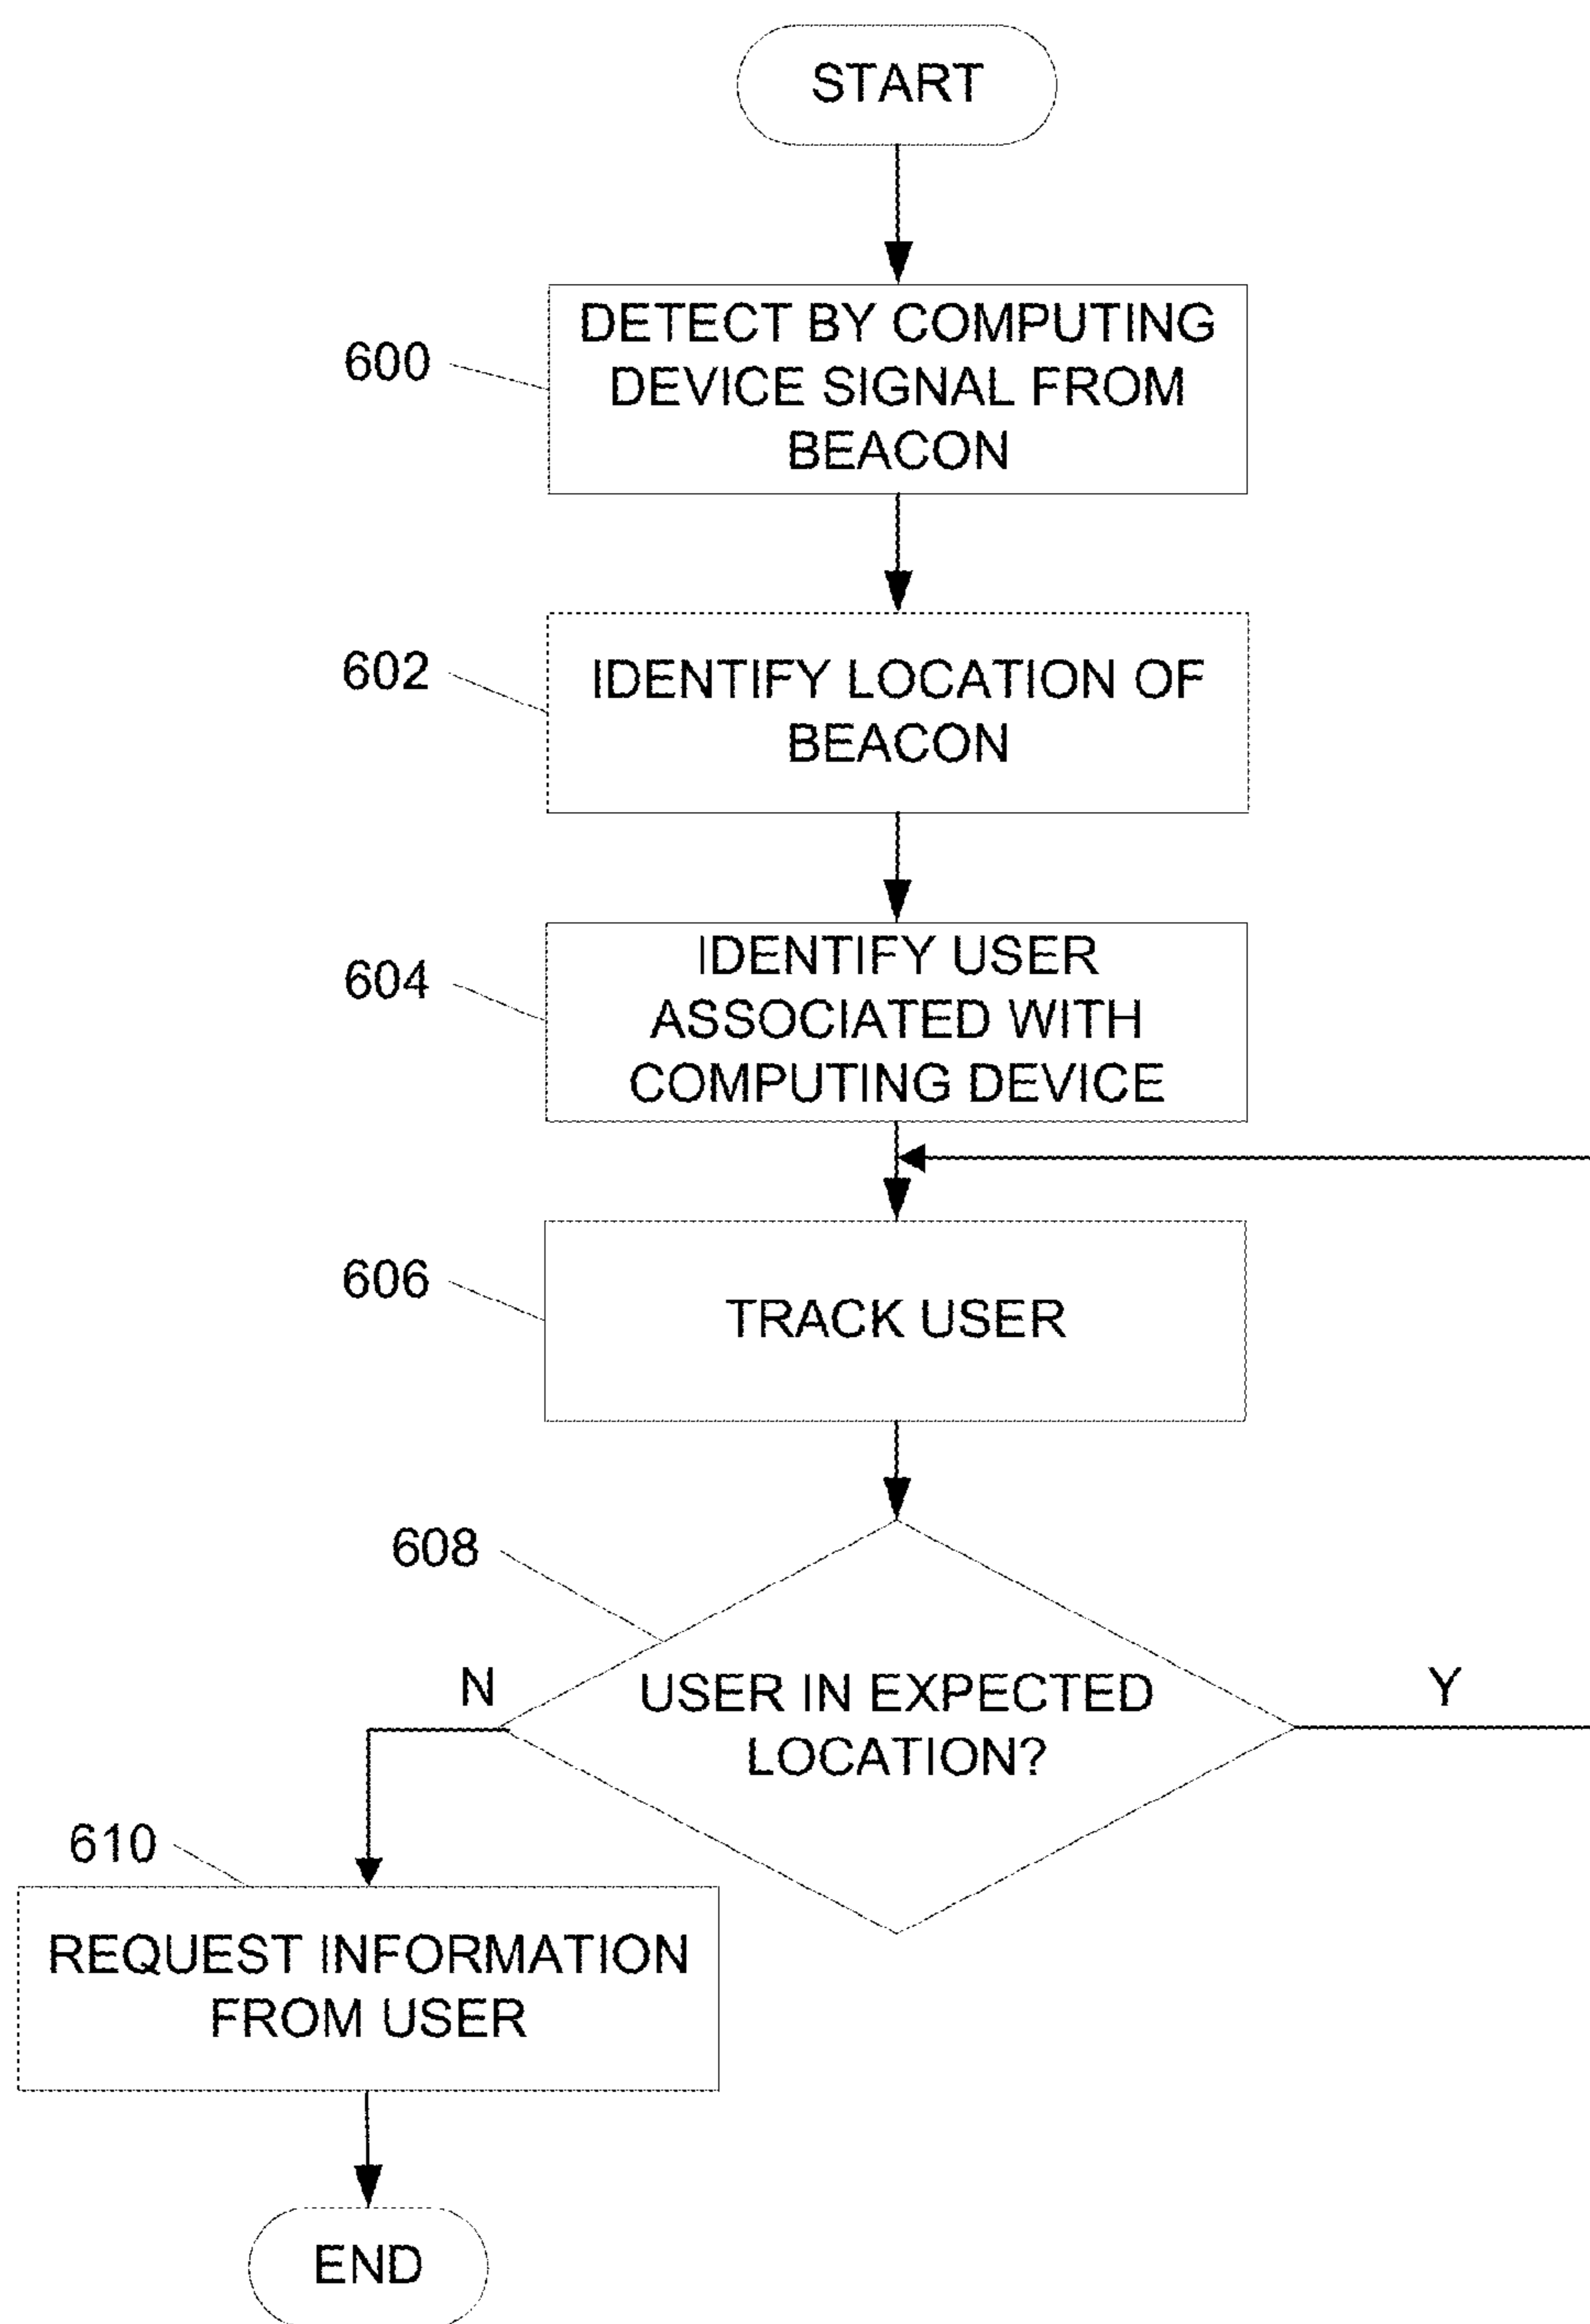 START
600
DETECT BY COMPUTING
DEVICE SIGNAL FROM
BEACON
602
IDENTIFY LOCATION OF
BEACON
604
IDENTIFY USER
ASSOCIATED WITH
COMPUTING DEVICE
606
TRACK USER
608
USER IN EXPECTED
LOCATION?
N
Y
610
REQUEST INFORMATION
FROM USER
END